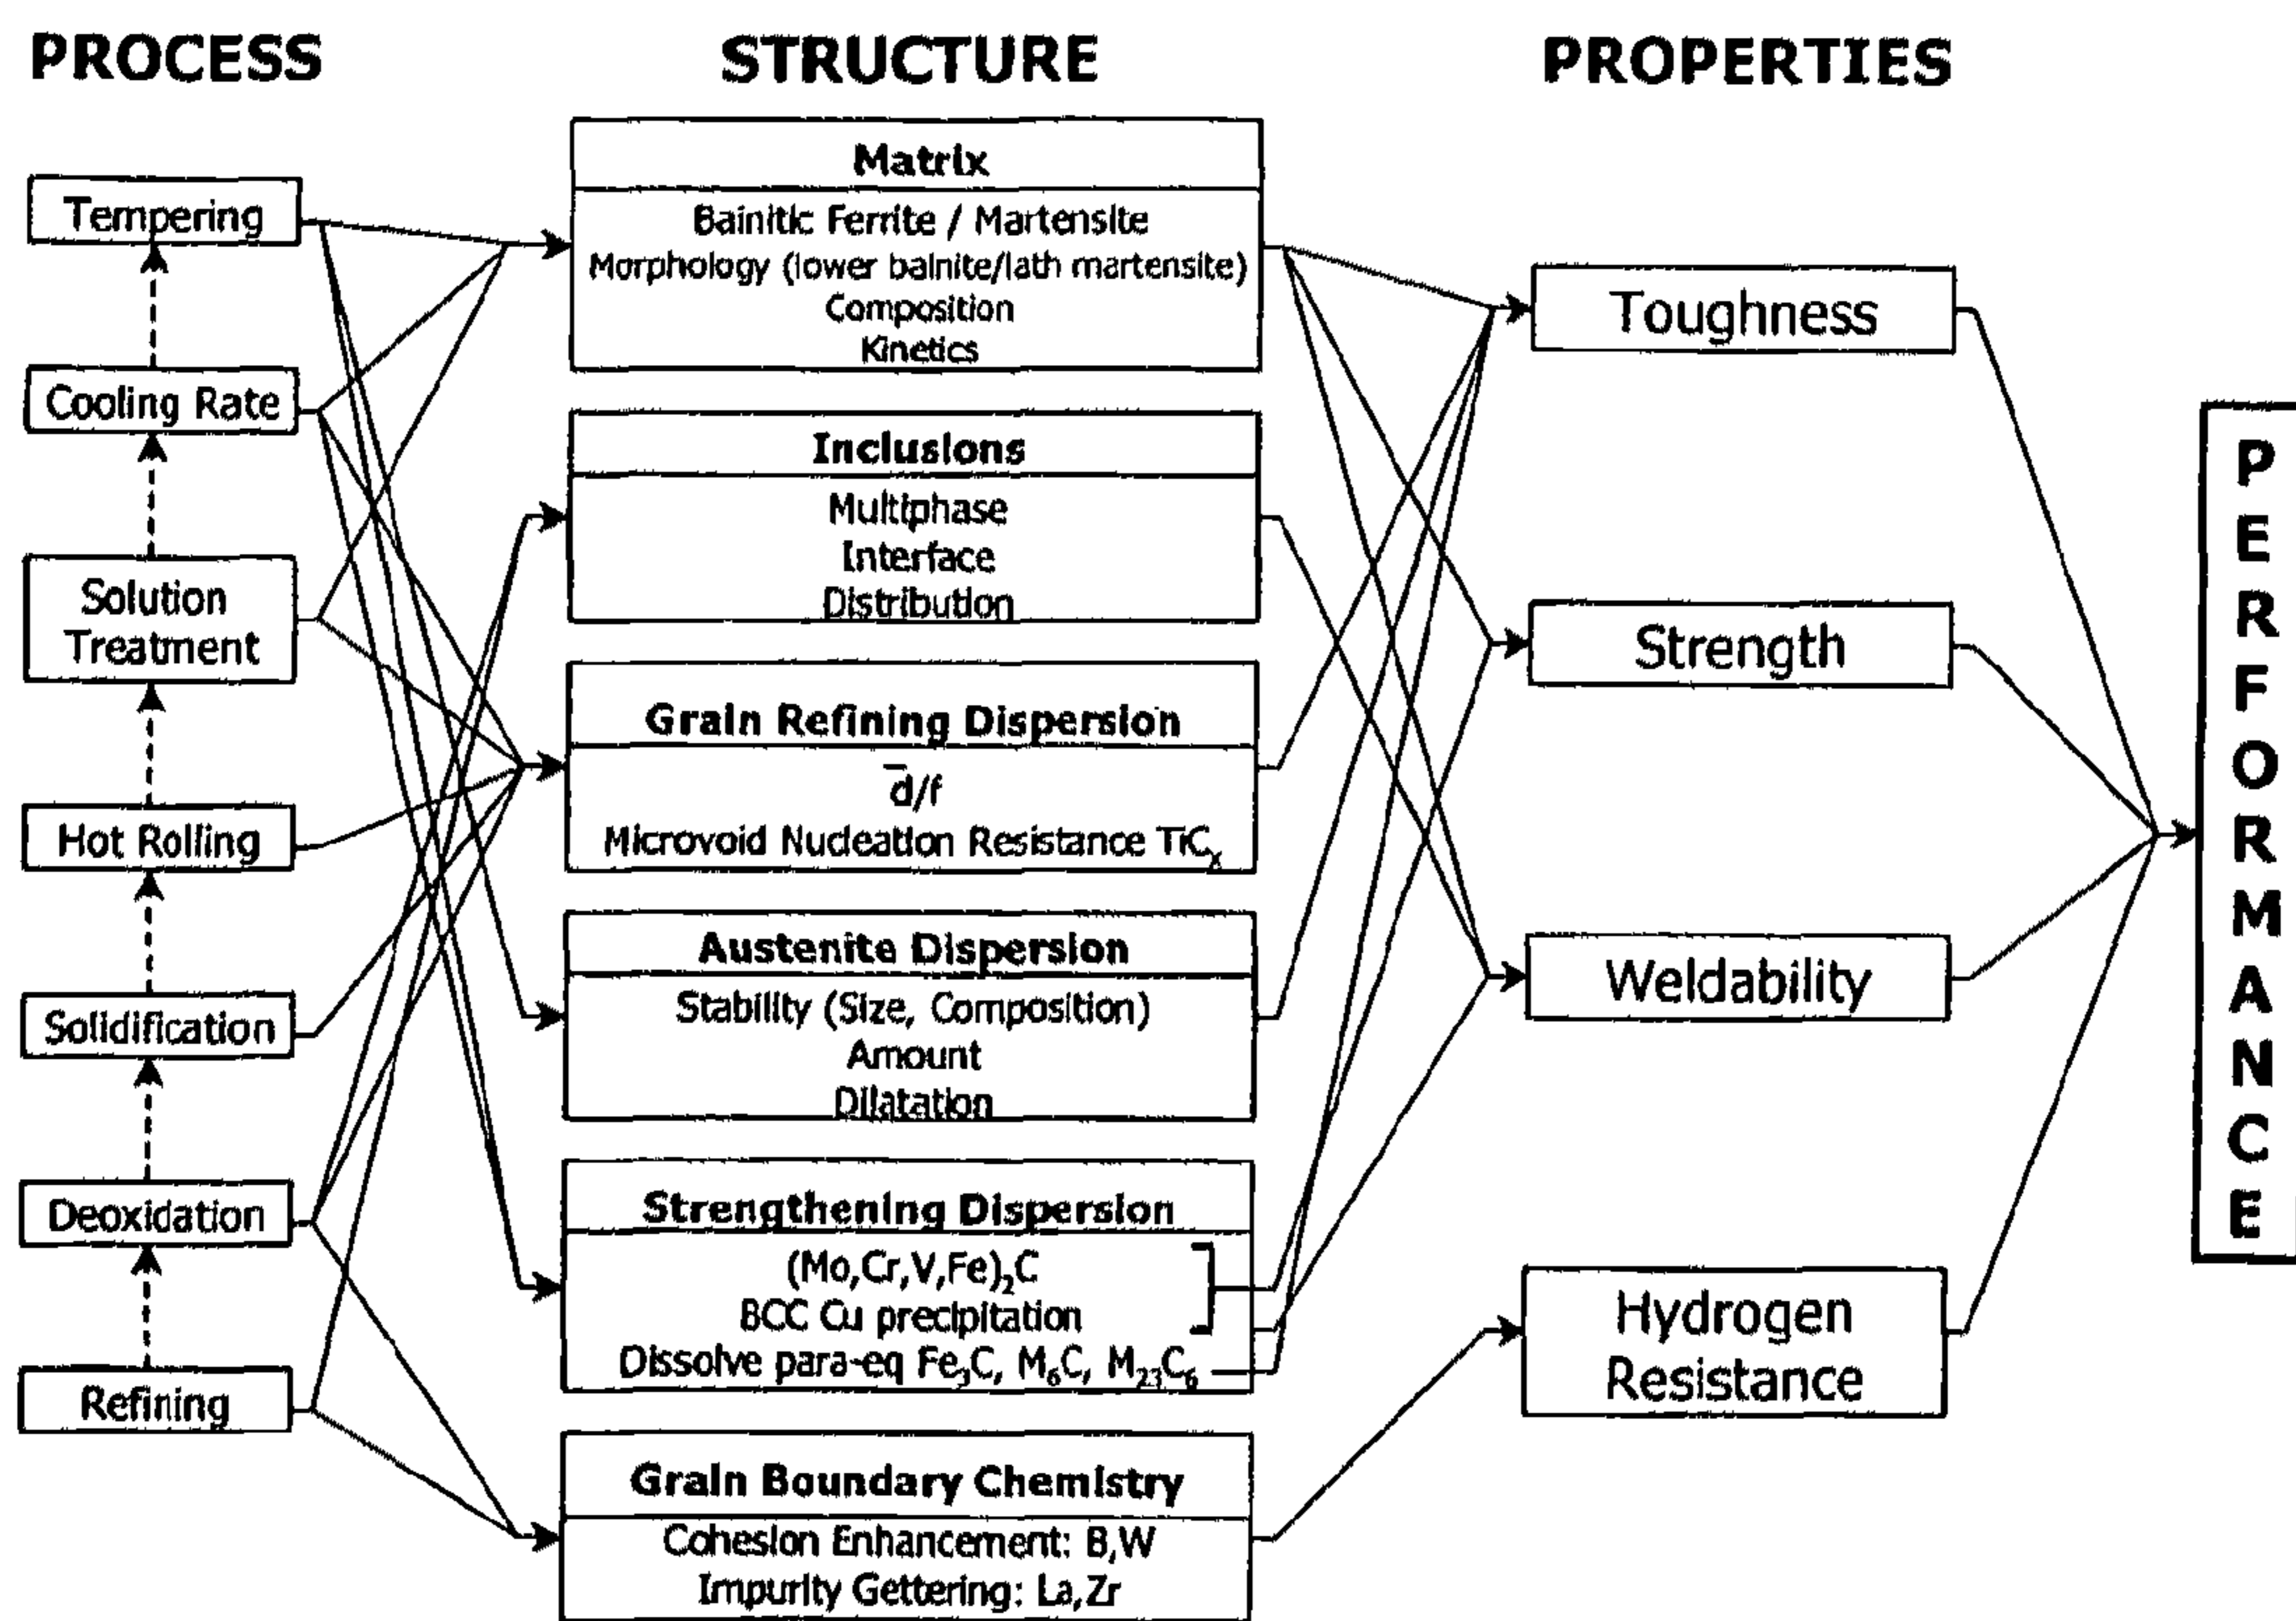 PROCESS
STRUCTURE
PROPERTIES
Tempering
Cooling Rate
Solution
Treatment
Hot Rolling
Solidification
Deoxidation
Refining
Matrix
Bainitic Ferrite / Martensite
Morphology (lower bainite/lath martensite)
Composition
Kinetics
Inclusions
Multiphase
Interface
Distribution
Grain Refining Dispersion
d̅/f
Microvoid Nucleation Resistance TiCₓ
Austenite Dispersion
Stability (Size, Composition)
Amount
Dilatation
Strengthening Dispersion
(Mo,Cr,V,Fe)₂C
BCC Cu precipitation
Dissolve para-eq Fe₃C, M₆C, M₂₃C₆
Grain Boundary Chemistry
Cohesion Enhancement: B,W
Impurity Gettering: La,Zr
Toughness
Strength
Weldability
Hydrogen
Resistance
PERFORMANCE